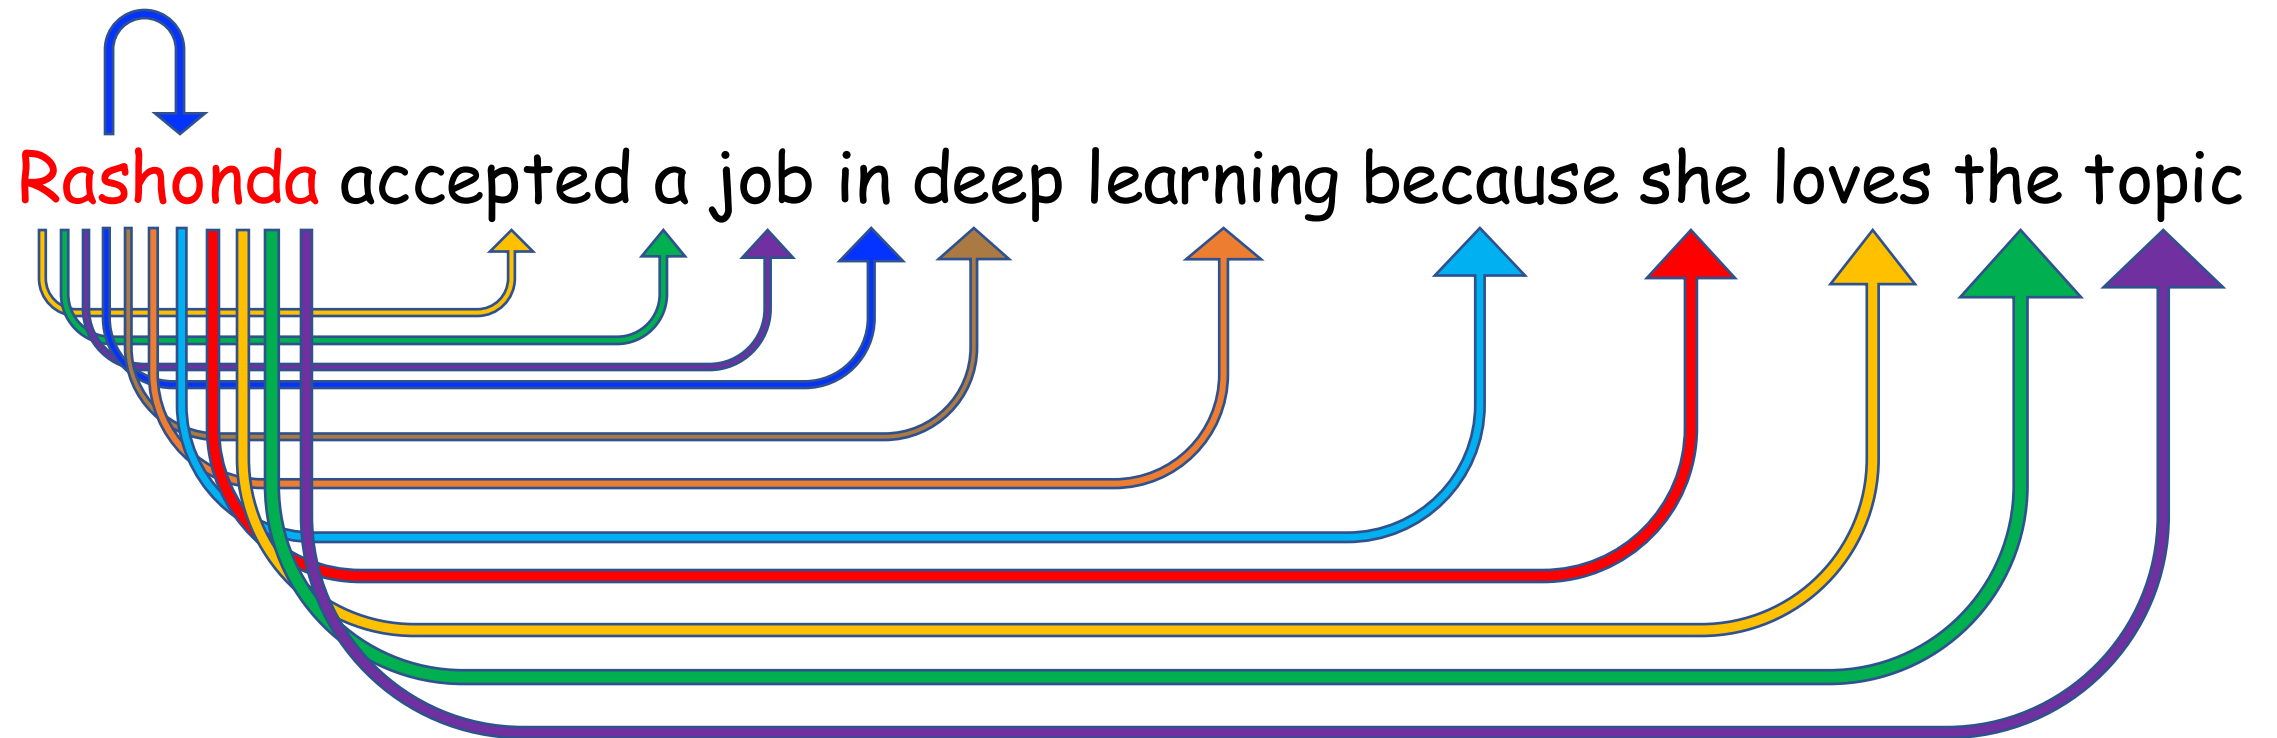 Rashonda accepted a job in deep learning because she loves the topic